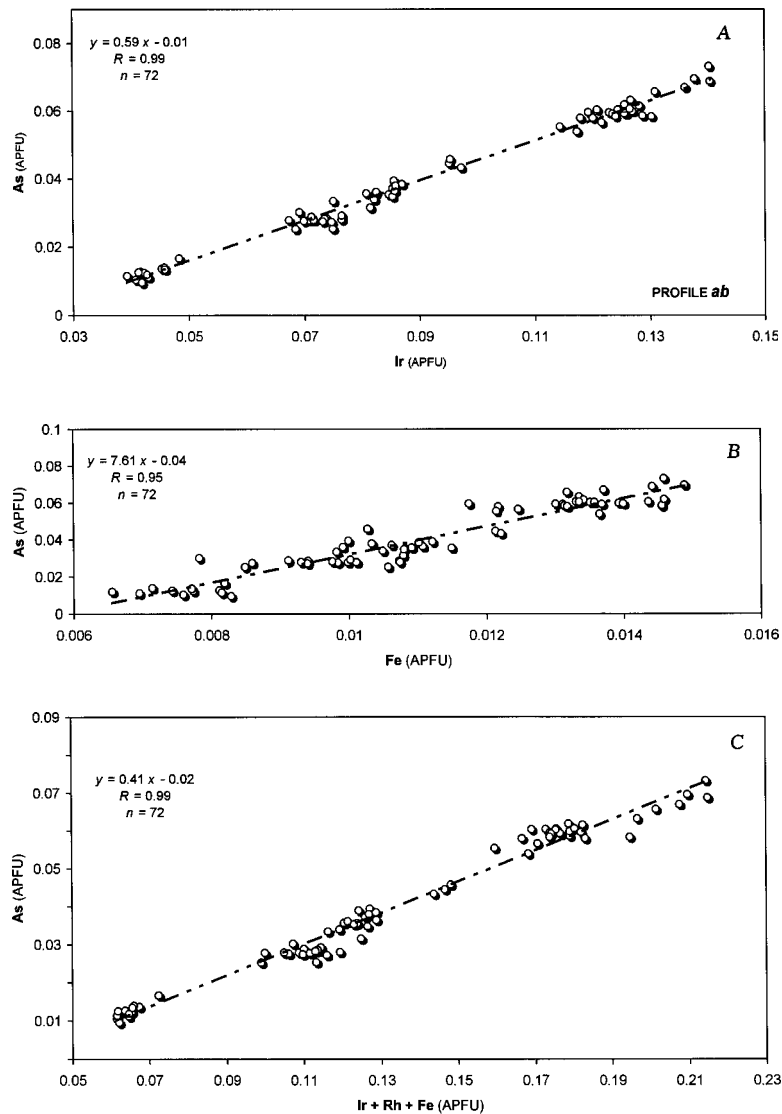 A
y = 0.59 x - 0.01
R = 0.99
n = 72
As (APFU)
0.08
0.06
0.04
0.02
0
PROFILE ab
0.03 0.05 0.07 0.09 0.11 0.13 0.15
Ir (APFU)
B
y = 7.61 x - 0.04
R = 0.95
n = 72
As (APFU)
0.1
0.08
0.06
0.04
0.02
0
0.006 0.008 0.01 0.012 0.014 0.016
Fe (APFU)
C
y = 0.41 x - 0.02
R = 0.99
n = 72
As (APFU)
0.09
0.07
0.05
0.03
0.01
0.05 0.07 0.09 0.11 0.13 0.15 0.17 0.19 0.21 0.23
Ir + Rh + Fe (APFU)